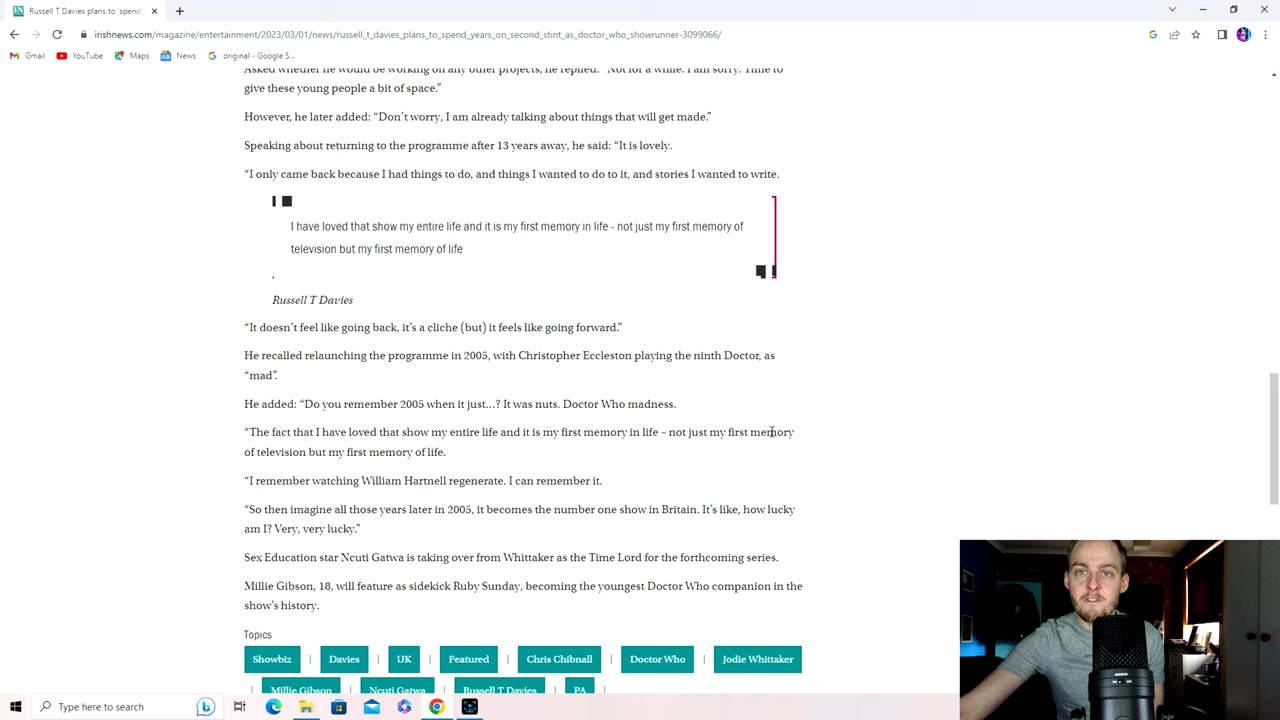 Russell T Davies plans to 'spend
irishnews.com/magazine/entertainment/2023/03/01/news/russell_t_davies_plans_to_spend_years_on_second_stint_as_doctor_who_showrunner-3099066/
Gmail YouTube Maps News original - Google S...
Asked whether he would be working on any other projects, he replied: “Not for a while. I am sorry. Time to
give these young people a bit of space.”
However, he later added: “Don’t worry, I am already talking about things that will get made.”
Speaking about returning to the programme after 13 years away, he said: “It is lovely.
“I only came back because I had things to do, and things I wanted to do to it, and stories I wanted to write.
I have loved that show my entire life and it is my first memory in life - not just my first memory of
television but my first memory of life
Russell T Davies
“It doesn’t feel like going back, it’s a cliche (but) it feels like going forward.”
He recalled relaunching the programme in 2005, with Christopher Eccleston playing the ninth Doctor, as
“mad”.
He added: “Do you remember 2005 when it just…? It was nuts. Doctor Who madness.
“The fact that I have loved that show my entire life and it is my first memory in life – not just my first memory
of television but my first memory of life.
“I remember watching William Hartnell regenerate. I can remember it.
“So then imagine all those years later in 2005, it becomes the number one show in Britain. It’s like, how lucky
am I? Very, very lucky.”
Sex Education star Ncuti Gatwa is taking over from Whittaker as the Time Lord for the forthcoming series.
Millie Gibson, 18, will feature as sidekick Ruby Sunday, becoming the youngest Doctor Who companion in the
show’s history.
Topics
Showbiz | Davies | UK | Featured | Chris Chibnall | Doctor Who | Jodie Whittaker
| Millie Gibson | Ncuti Gatwa | Russell T Davies | PA |
Type here to search